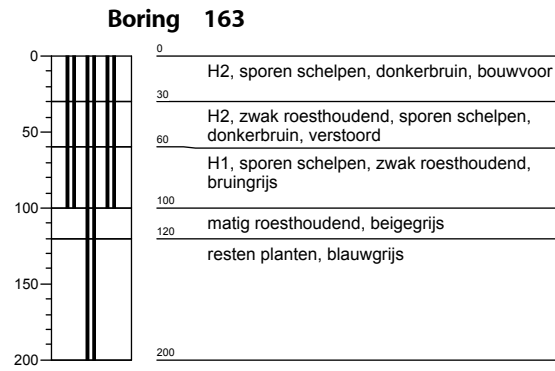 Boring 163
0
0
H2, sporen schelpen, donkerbruin, bouwvoor
30
H2, zwak roesthoudend, sporen schelpen,
donkerbruin, verstoord
50
60
H1, sporen schelpen, zwak roesthoudend,
bruingrijs
100
100
matig roesthoudend, beigegrijs
120
resten planten, blauwgrijs
150
200
200